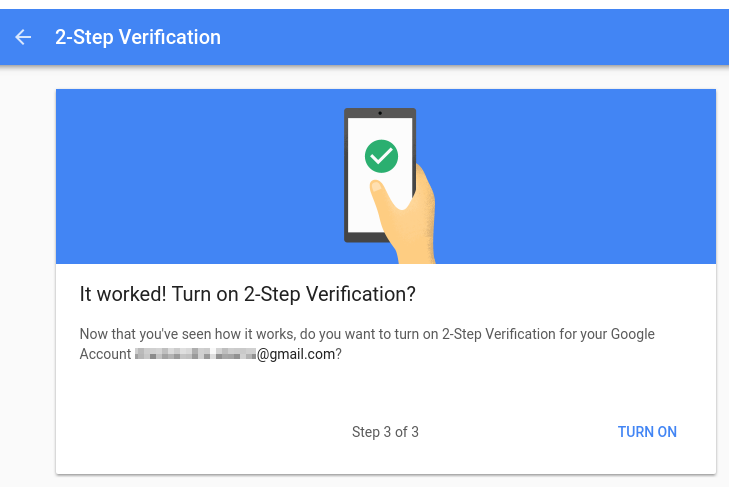 2-Step Verification
It worked! Turn on 2-Step Verification?
Now that you've seen how it works, do you want to turn on 2-Step Verification for your Google
Account @gmail.com?
Step 3 of 3
TURN ON